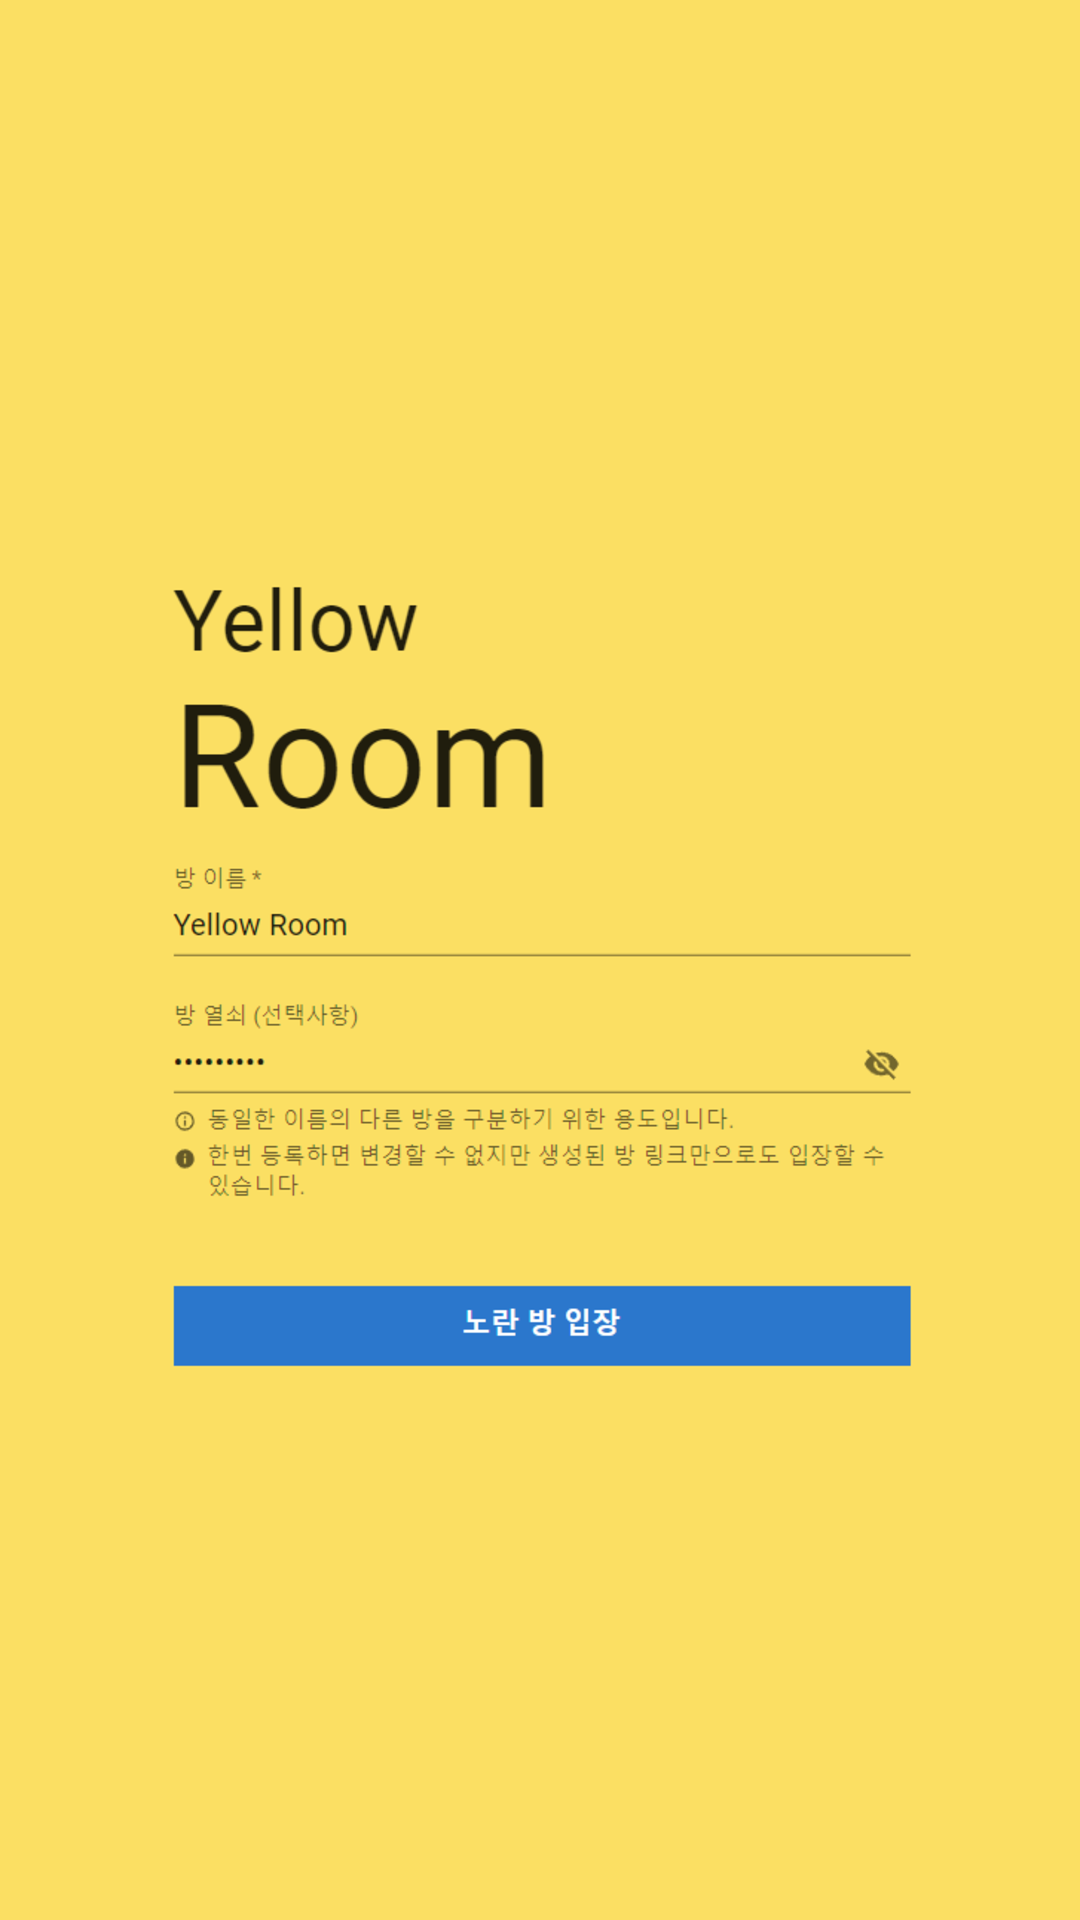 Yellow
Room
방 이름 *
Yellow Room
방 열쇠 (선택사항)
•••••••••
동일한 이름의 다른 방을 구분하기 위한 용도입니다.
한번 등록하면 변경할 수 없지만 생성된 방 링크만으로도 입장할 수
있습니다.
노란 방 입장